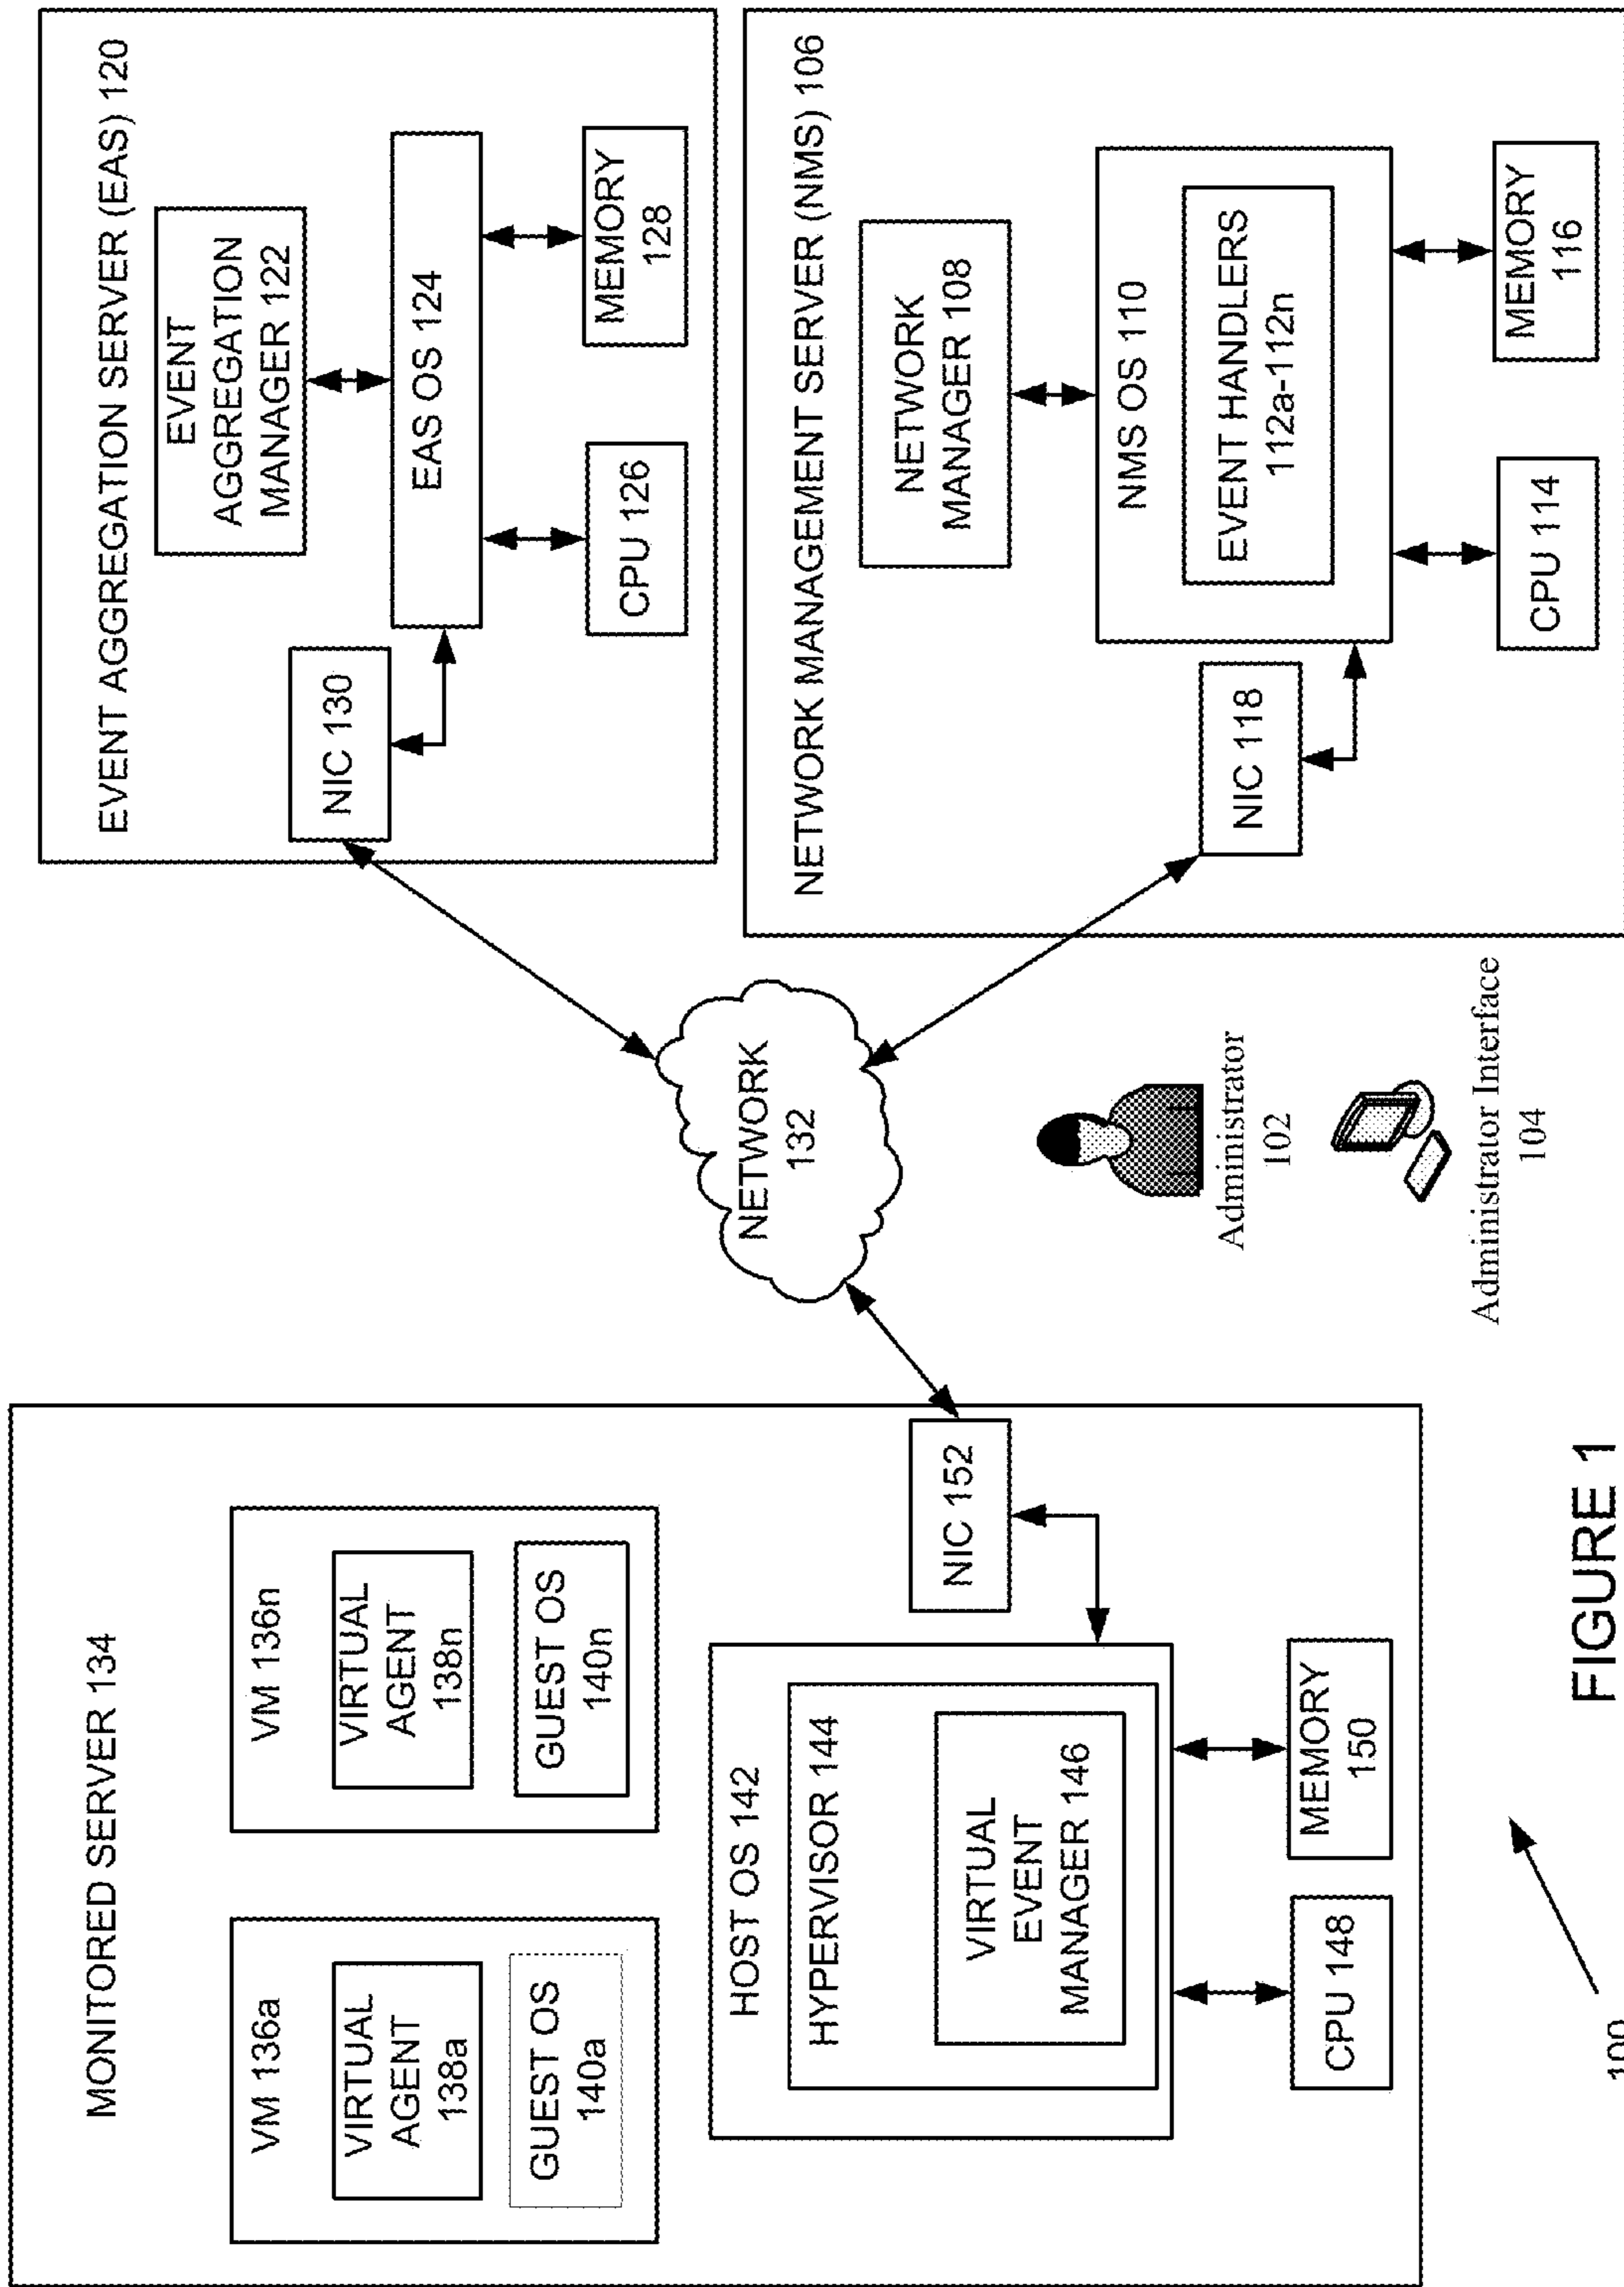 MONITORED SERVER 134
VM 136a
VIRTUAL
AGENT
138a
GUEST OS
140a
VM 136n
VIRTUAL
AGENT
138n
GUEST OS
140n
HOST OS 142
HYPERVISOR 144
VIRTUAL
EVENT
MANAGER 146
CPU 148
MEMORY
150
NIC 152
NETWORK
132
Administrator
102
Administrator Interface
104
EVENT AGGREGATION SERVER (EAS) 120
EVENT
AGGREGATION
MANAGER 122
NIC 130
EAS OS 124
CPU 126
MEMORY
128
NETWORK MANAGEMENT SERVER (NMS) 106
NETWORK
MANAGER 108
NIC 118
NMS OS 110
EVENT HANDLERS
112a-112n
CPU 114
MEMORY
116
100
FIGURE 1